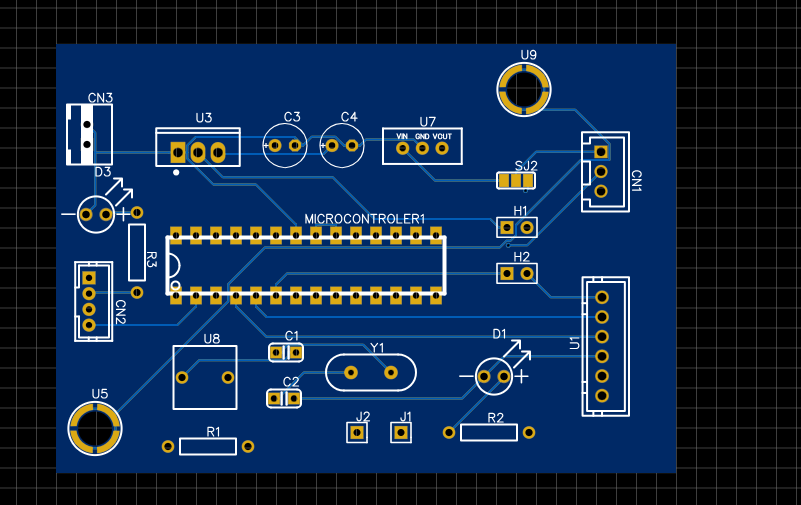 U9
CN3
U3
C3
C4
U7
VIN GND VOUT
+
+
SJ2
CN1
D3
— +
MICROCONTROLER1
H1
R3
H2
CN2
U1
C1
D1
U8
Y1
— +
C2
U5
J2
J1
R2
R1